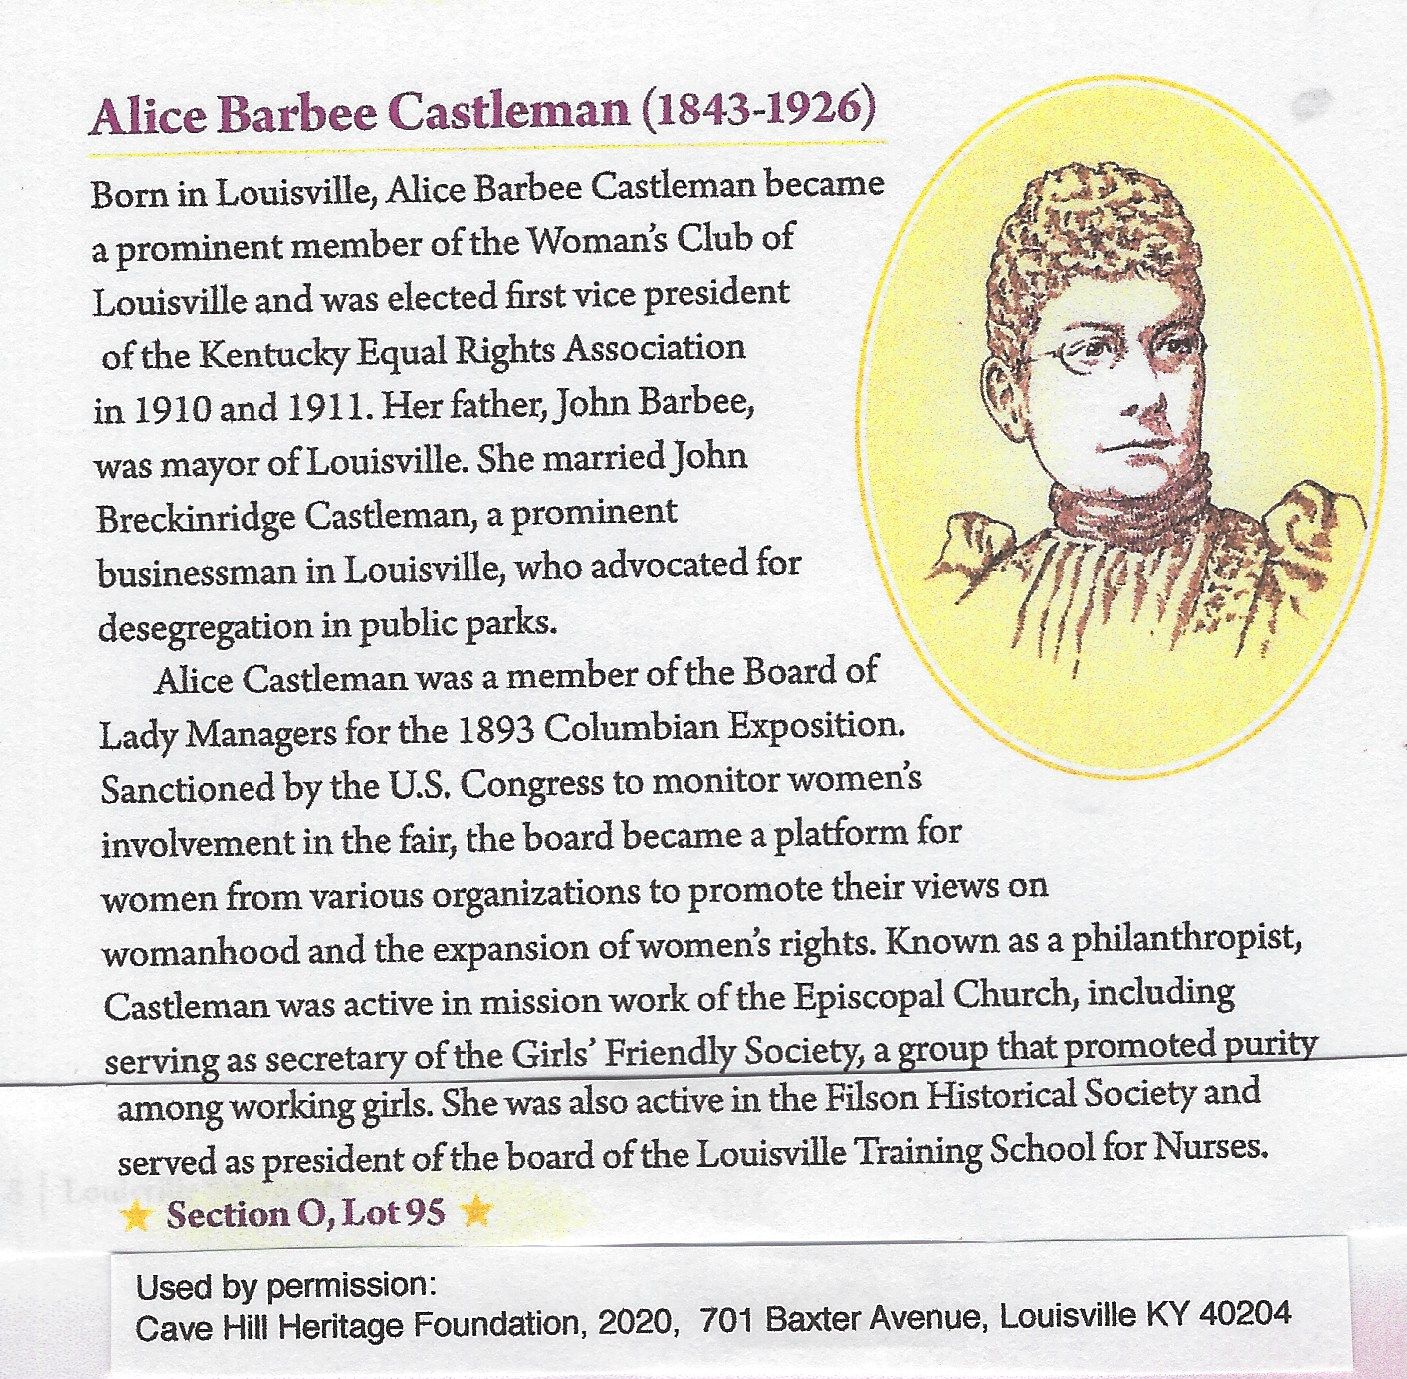 Alice Barbee Castleman (1843-1926)
Born in Louisville, Alice Barbee Castleman became
a prominent member of the Woman's Club of
Louisville and was elected first vice president
of the Kentucky Equal Rights Association
in 1910 and 1911. Her father, John Barbee,
was mayor of Louisville. She married John
Breckinridge Castleman, a prominent
businessman in Louisville, who advocated for
desegregation in public parks.
Alice Castleman was a member of the Board of
Lady Managers for the 1893 Columbian Exposition.
Sanctioned by the U.S. Congress to monitor women's
involvement in the fair, the board became a platform for
women from various organizations to promote their views on
womanhood and the expansion of women's rights. Known as a philanthropist,
Castleman was active in mission work of the Episcopal Church, including
serving as secretary of the Girls' Friendly Society, a group that promoted purity
among working girls. She was also active in the Filson Historical Society and
served as president of the board of the Louisville Training School for Nurses.
★ Section O, Lot 95 ★
Used by permission:
Cave Hill Heritage Foundation, 2020, 701 Baxter Avenue, Louisville KY 40204